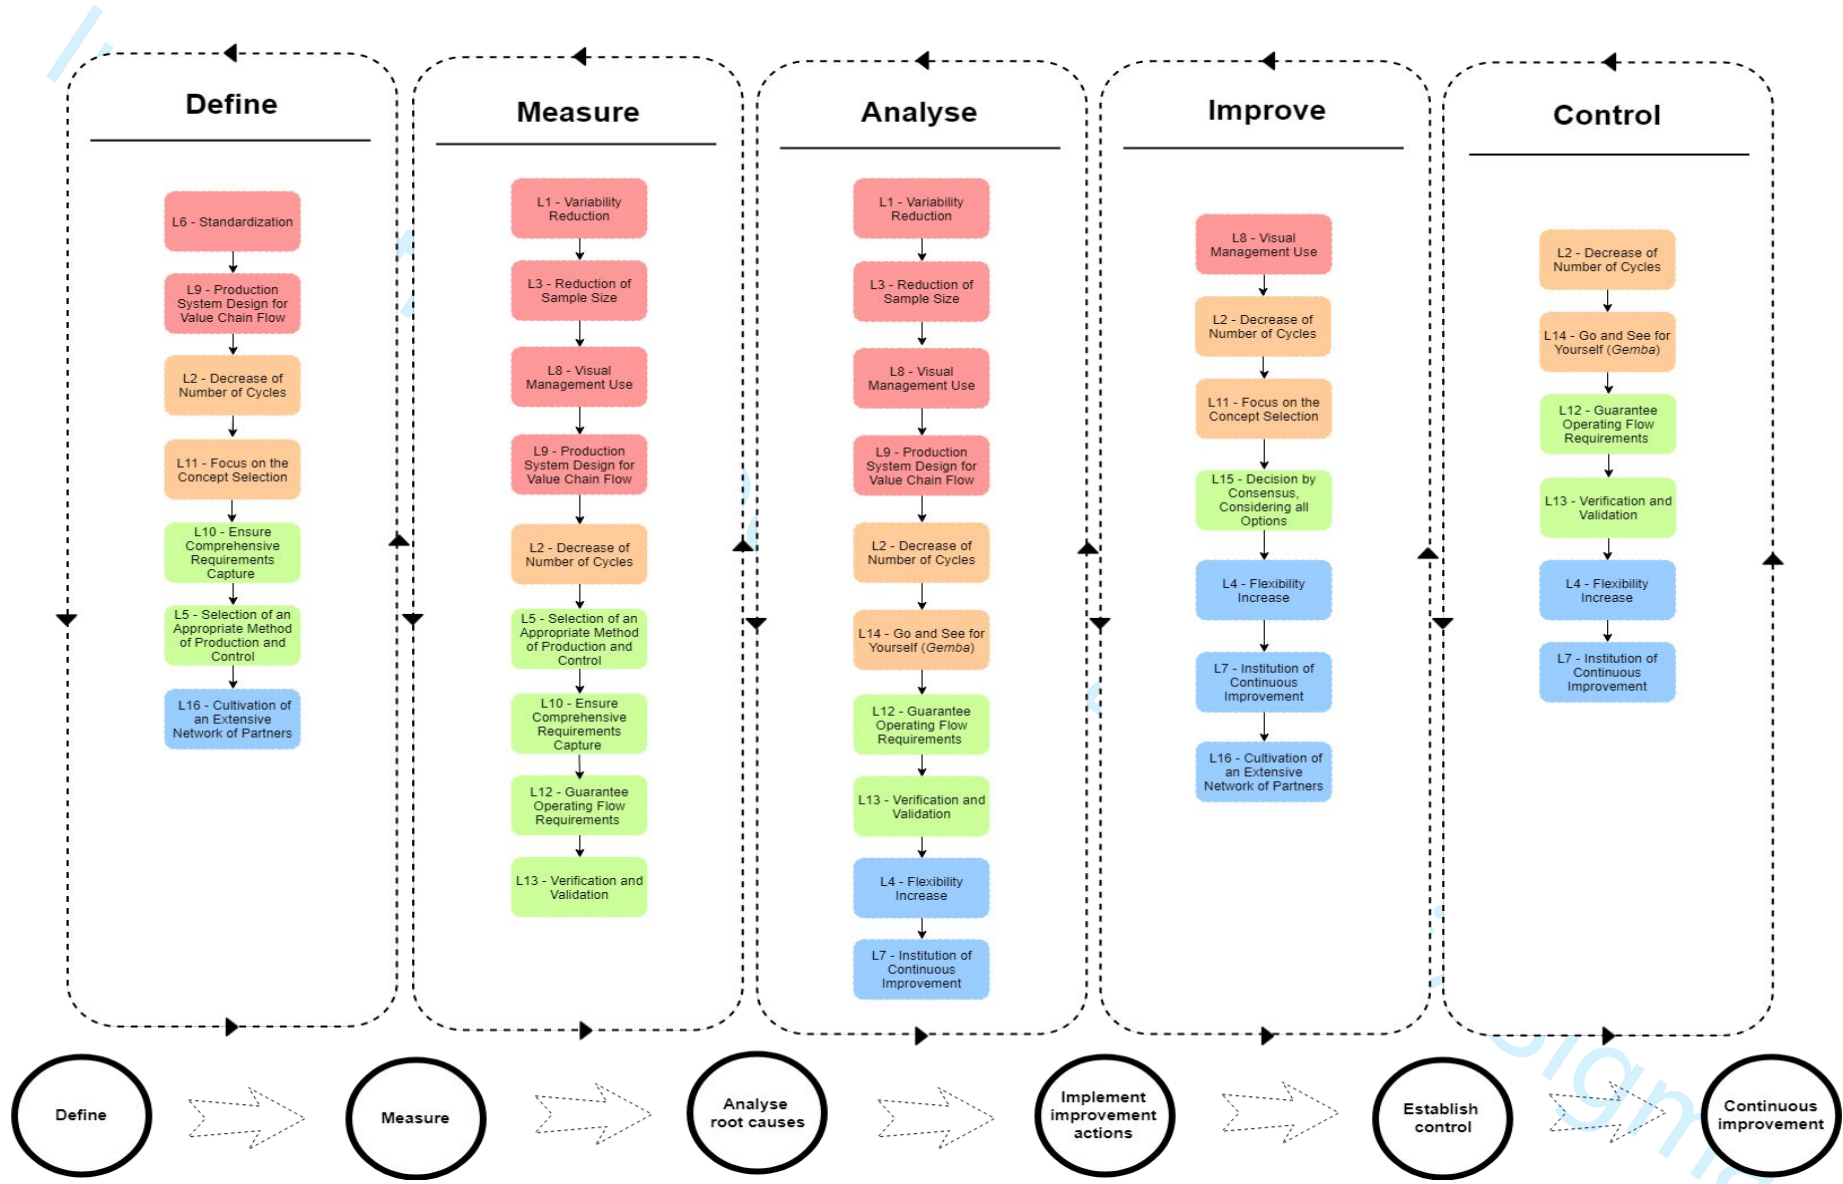 Define
L6 - Standardization
L9 - Production
System Design for
Value Chain Flow
L2 - Decrease of
Number of Cycles
L11 - Focus on the
Concept Selection
L10 - Ensure
Comprehensive
Requirements
Capture
L5 - Selection of an
Appropriate Method
of Production and
Control
L16 - Cultivation of
an Extensive
Network of Partners
Measure
L1 - Variability
Reduction
L3 - Reduction of
Sample Size
L8 - Visual
Management Use
L9 - Production
System Design for
Value Chain Flow
L2 - Decrease of
Number of Cycles
L5 - Selection of an
Appropriate Method
of Production and
Control
L10 - Ensure
Comprehensive
Requirements
Capture
L12 - Guarantee
Operating Flow
Requirements
L13 - Verification and
Validation
Analyse
L1 - Variability
Reduction
L3 - Reduction of
Sample Size
L8 - Visual
Management Use
L9 - Production
System Design for
Value Chain Flow
L2 - Decrease of
Number of Cycles
L14 - Go and See for
Yourself (Gemba)
L12 - Guarantee
Operating Flow
Requirements
L13 - Verification and
Validation
L4 - Flexibility
Increase
L7 - Institution of
Continuous
Improvement
Improve
L8 - Visual
Management Use
L2 - Decrease of
Number of Cycles
L11 - Focus on the
Concept Selection
L15 - Decision by
Consensus,
Considering all
Options
L4 - Flexibility
Increase
L7 - Institution of
Continuous
Improvement
L16 - Cultivation of
an Extensive
Network of Partners
Control
L2 - Decrease of
Number of Cycles
L14 - Go and See for
Yourself (Gemba)
L12 - Guarantee
Operating Flow
Requirements
L13 - Verification and
Validation
L4 - Flexibility
Increase
L7 - Institution of
Continuous
Improvement
Define
Measure
Analyse
root causes
Implement
improvement
actions
Establish
control
Continuous
improvement